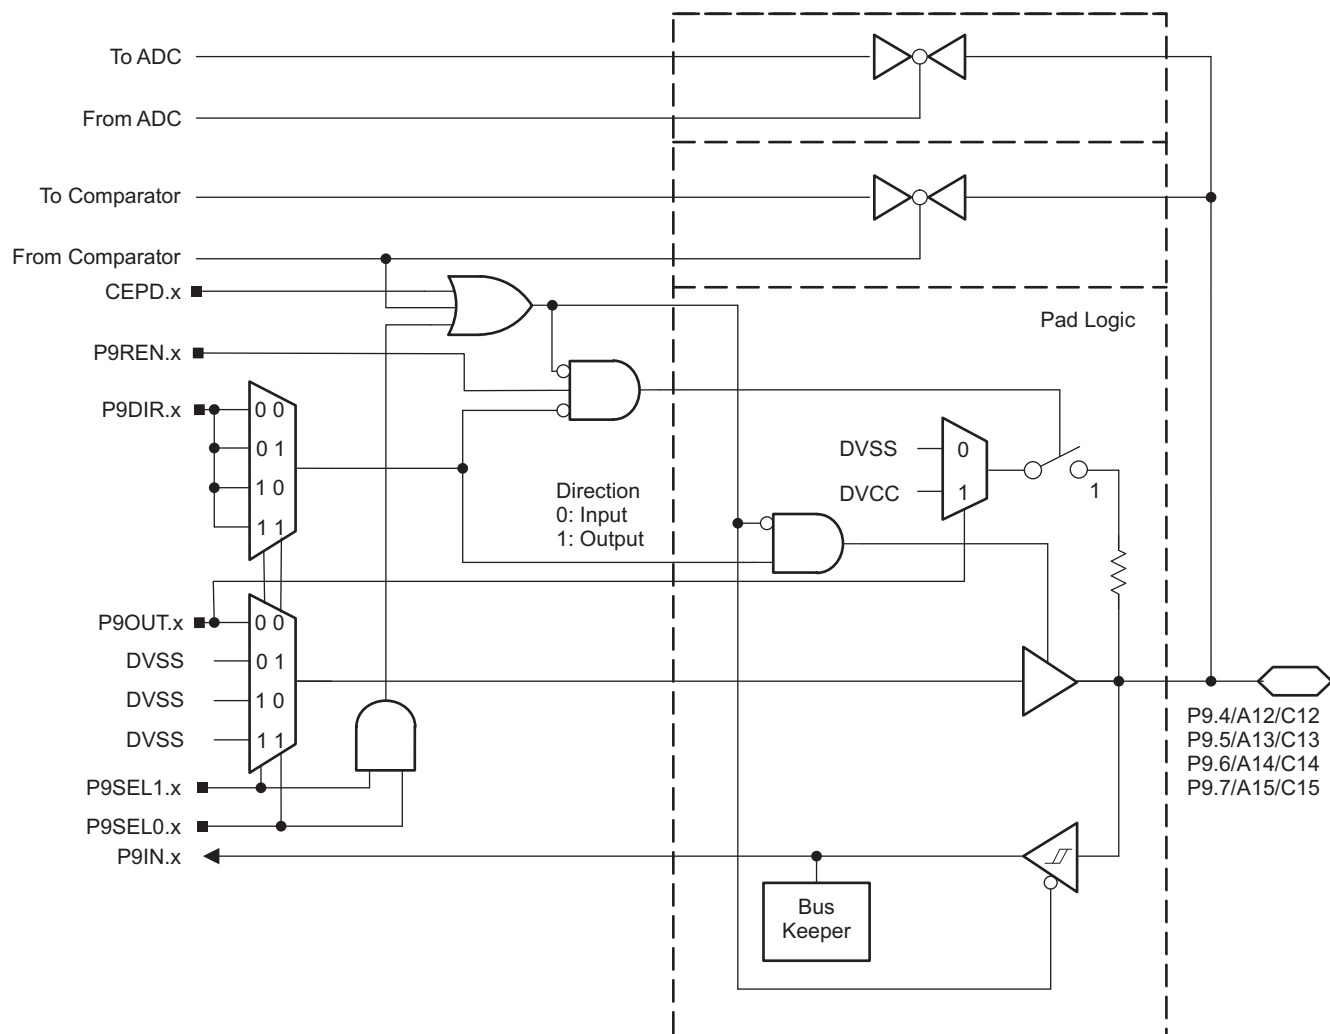 To ADC
From ADC
To Comparator
From Comparator
CEPD.x
Pad Logic
P9REN.x
P9DIR.x
0 0
0 1
1 0
1 1
Direction
0: Input
1: Output
DVSS
0
DVCC
1
1
P9OUT.x
0 0
DVSS
0 1
DVSS
1 0
DVSS
1 1
P9.4/A12/C12
P9.5/A13/C13
P9.6/A14/C14
P9.7/A15/C15
P9SEL1.x
P9SEL0.x
P9IN.x
Bus
Keeper